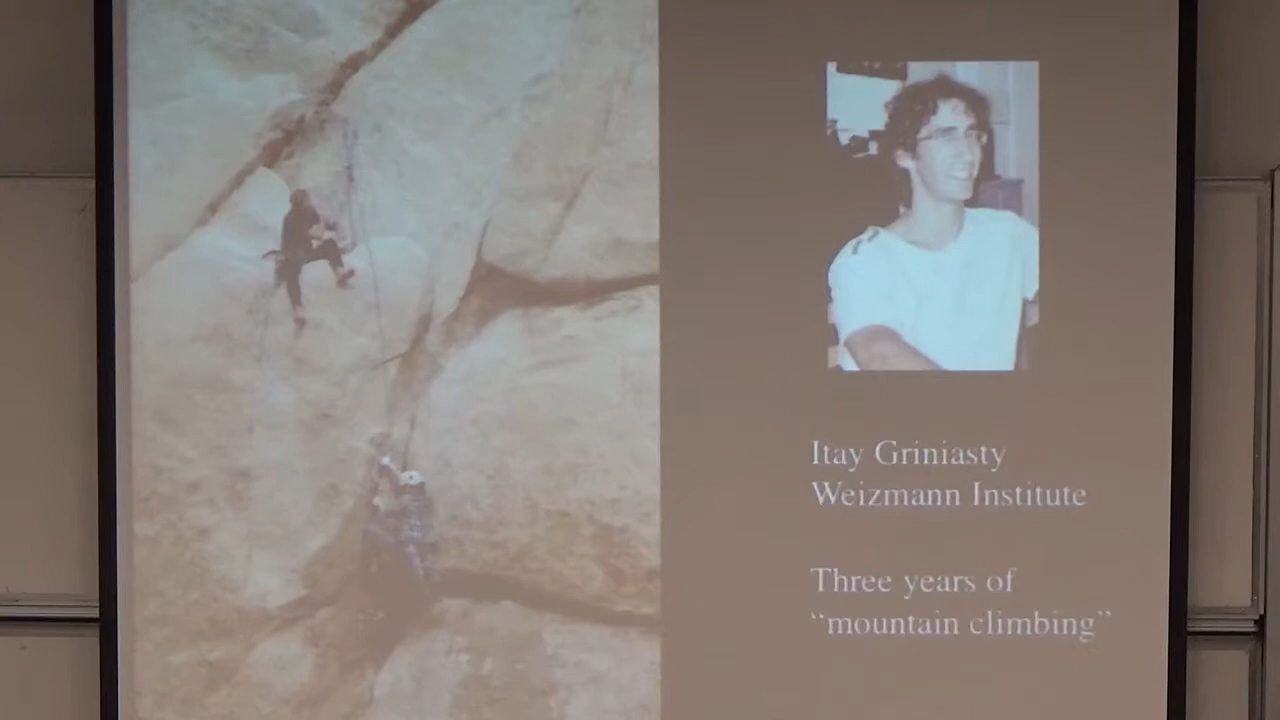 Itay Griniasty
Weizmann Institute
Three years of
“mountain climbing”